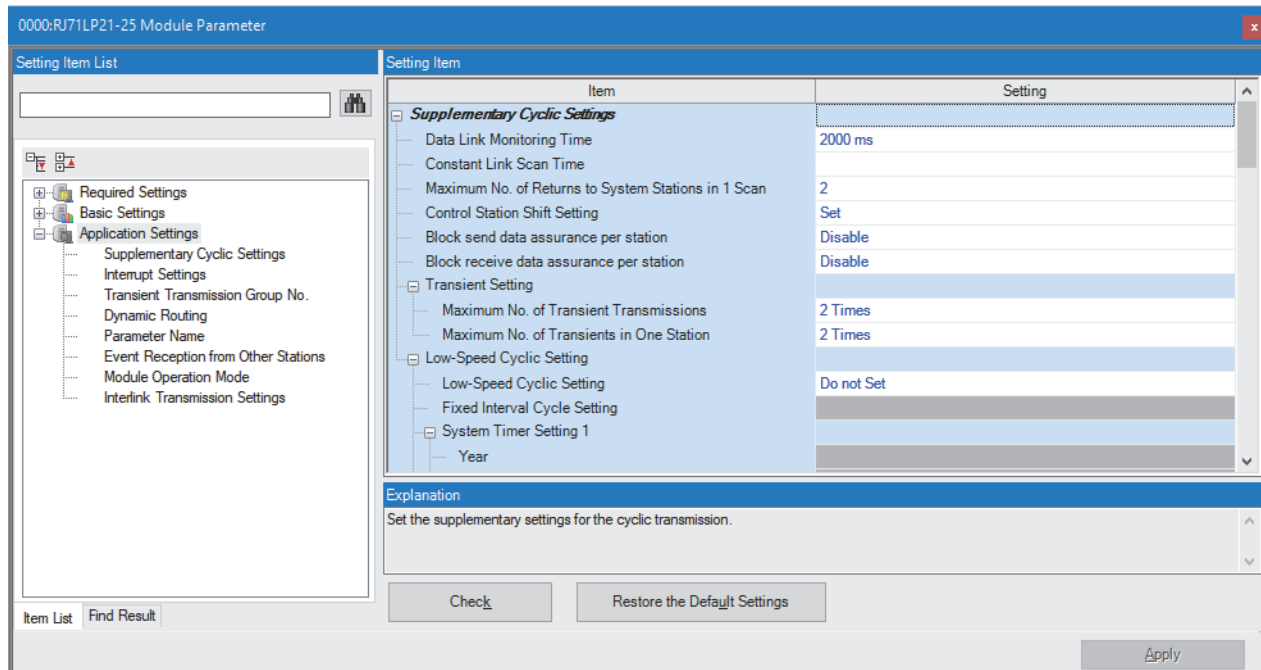 0000:RJ71LP21-25 Module Parameter
x
Setting Item List
Required Settings
Basic Settings
Application Settings
Supplementary Cyclic Settings
Interrupt Settings
Transient Transmission Group No.
Dynamic Routing
Parameter Name
Event Reception from Other Stations
Module Operation Mode
Interlink Transmission Settings
Item List Find Result
Setting Item
Item Setting
Supplementary Cyclic Settings
Data Link Monitoring Time 2000 ms
Constant Link Scan Time
Maximum No. of Returns to System Stations in 1 Scan 2
Control Station Shift Setting Set
Block send data assurance per station Disable
Block receive data assurance per station Disable
Transient Setting
Maximum No. of Transient Transmissions 2 Times
Maximum No. of Transients in One Station 2 Times
Low-Speed Cyclic Setting
Low-Speed Cyclic Setting Do not Set
Fixed Interval Cycle Setting
System Timer Setting 1
Year
Explanation
Set the supplementary settings for the cyclic transmission.
Check Restore the Default Settings
Apply